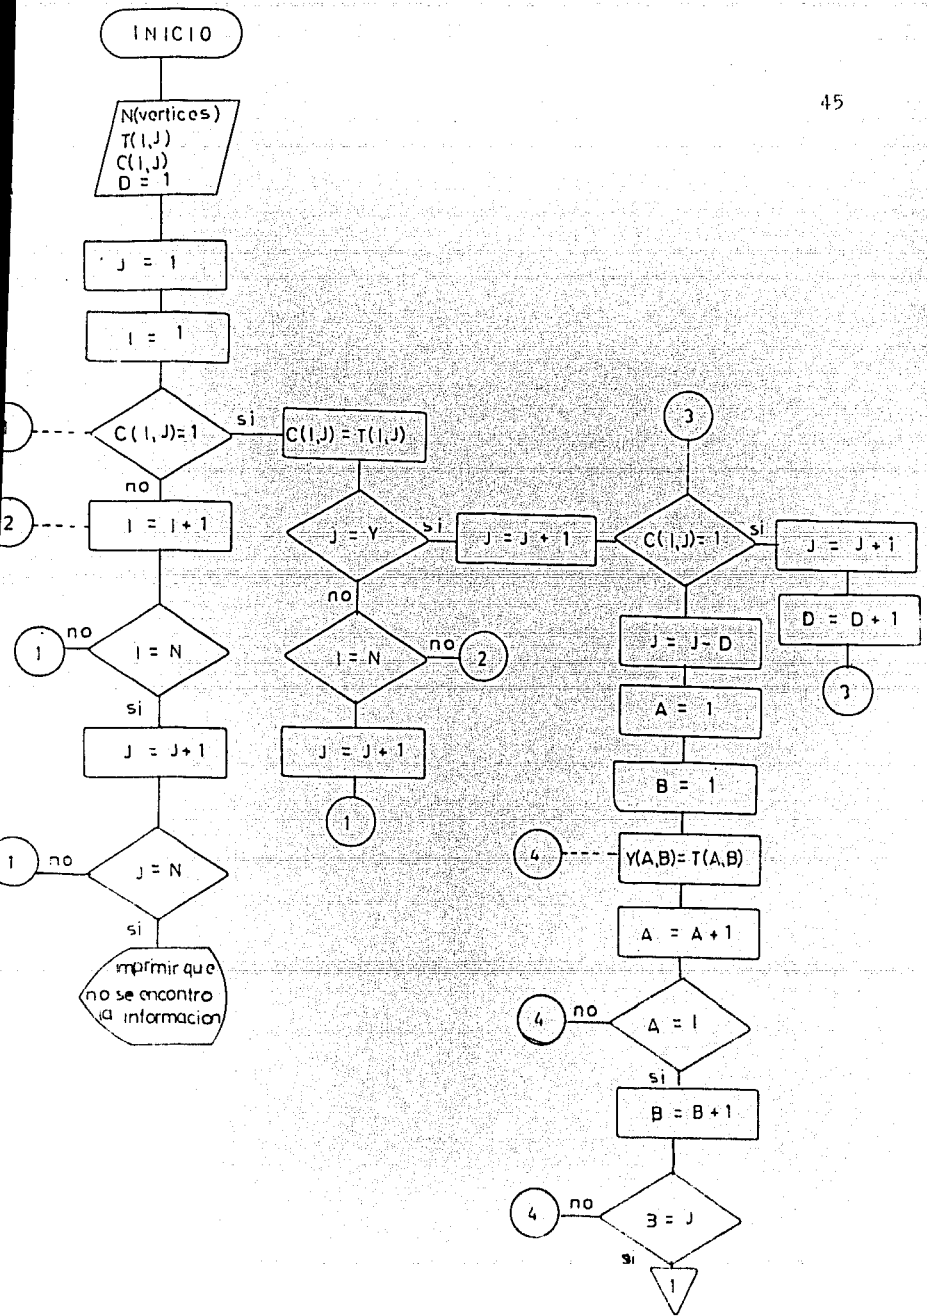 45
INICIO
N(vertices)
T(I,J)
C(I,J)
D = 1
J = 1
I = 1
C(I,J)=1
si
no
2
I = I+1
I = N
no
1
si
J = J+1
J = N
no
1
si
imprimir que
no se encontro
la informacion
C(I,J)=T(I,J)
J = Y
si
no
I = N
no
2
J = J+1
1
J = J + 1
3
C(I,J)=1
si
J = J+1
D = D+1
3
J = J-D
A = 1
B = 1
4
Y(A,B)=T(A,B)
A = A+1
A = I
no
4
si
B = B+1
B = J
no
4
si
1